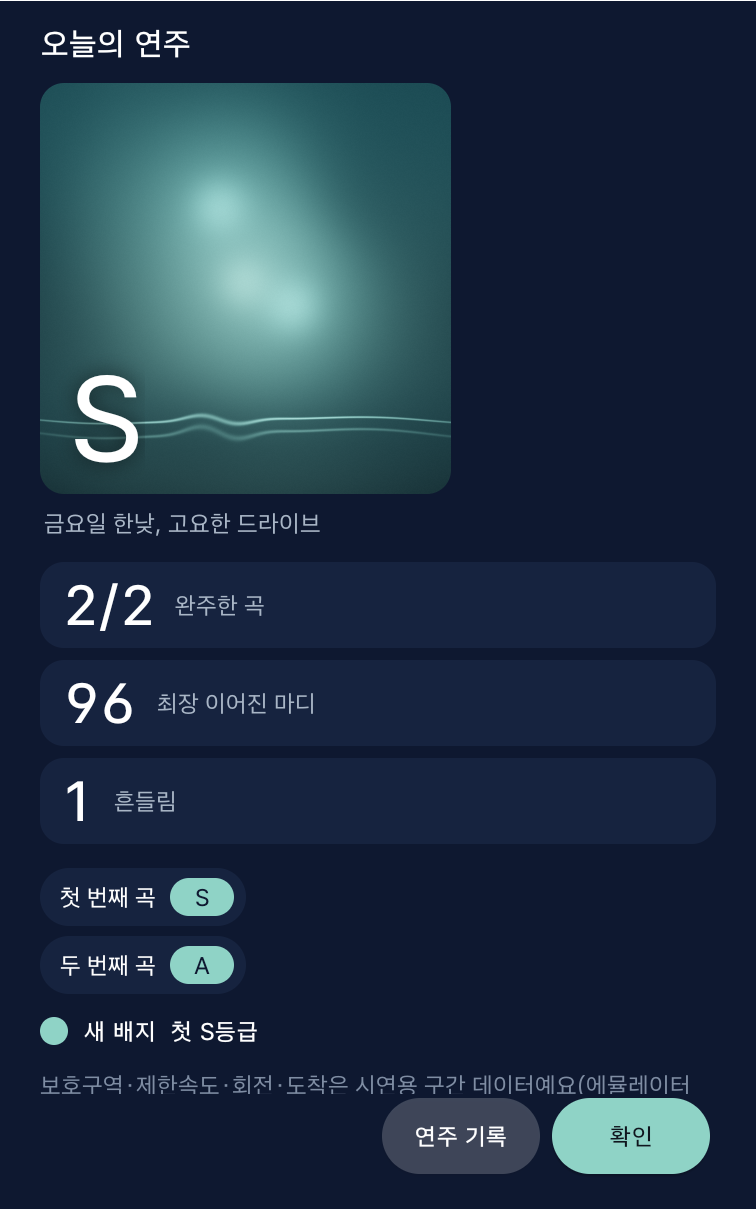 오늘의 연주
S
금요일 한낮, 고요한 드라이브
2/2 완주한 곡
96 최장 이어진 마디
1 흔들림
첫 번째 곡 S
두 번째 곡 A
새 배지 첫 S등급
보호구역·제한속도·회전·도착은 시연용 구간 데이터예요(에뮬레이터
연주 기록 확인